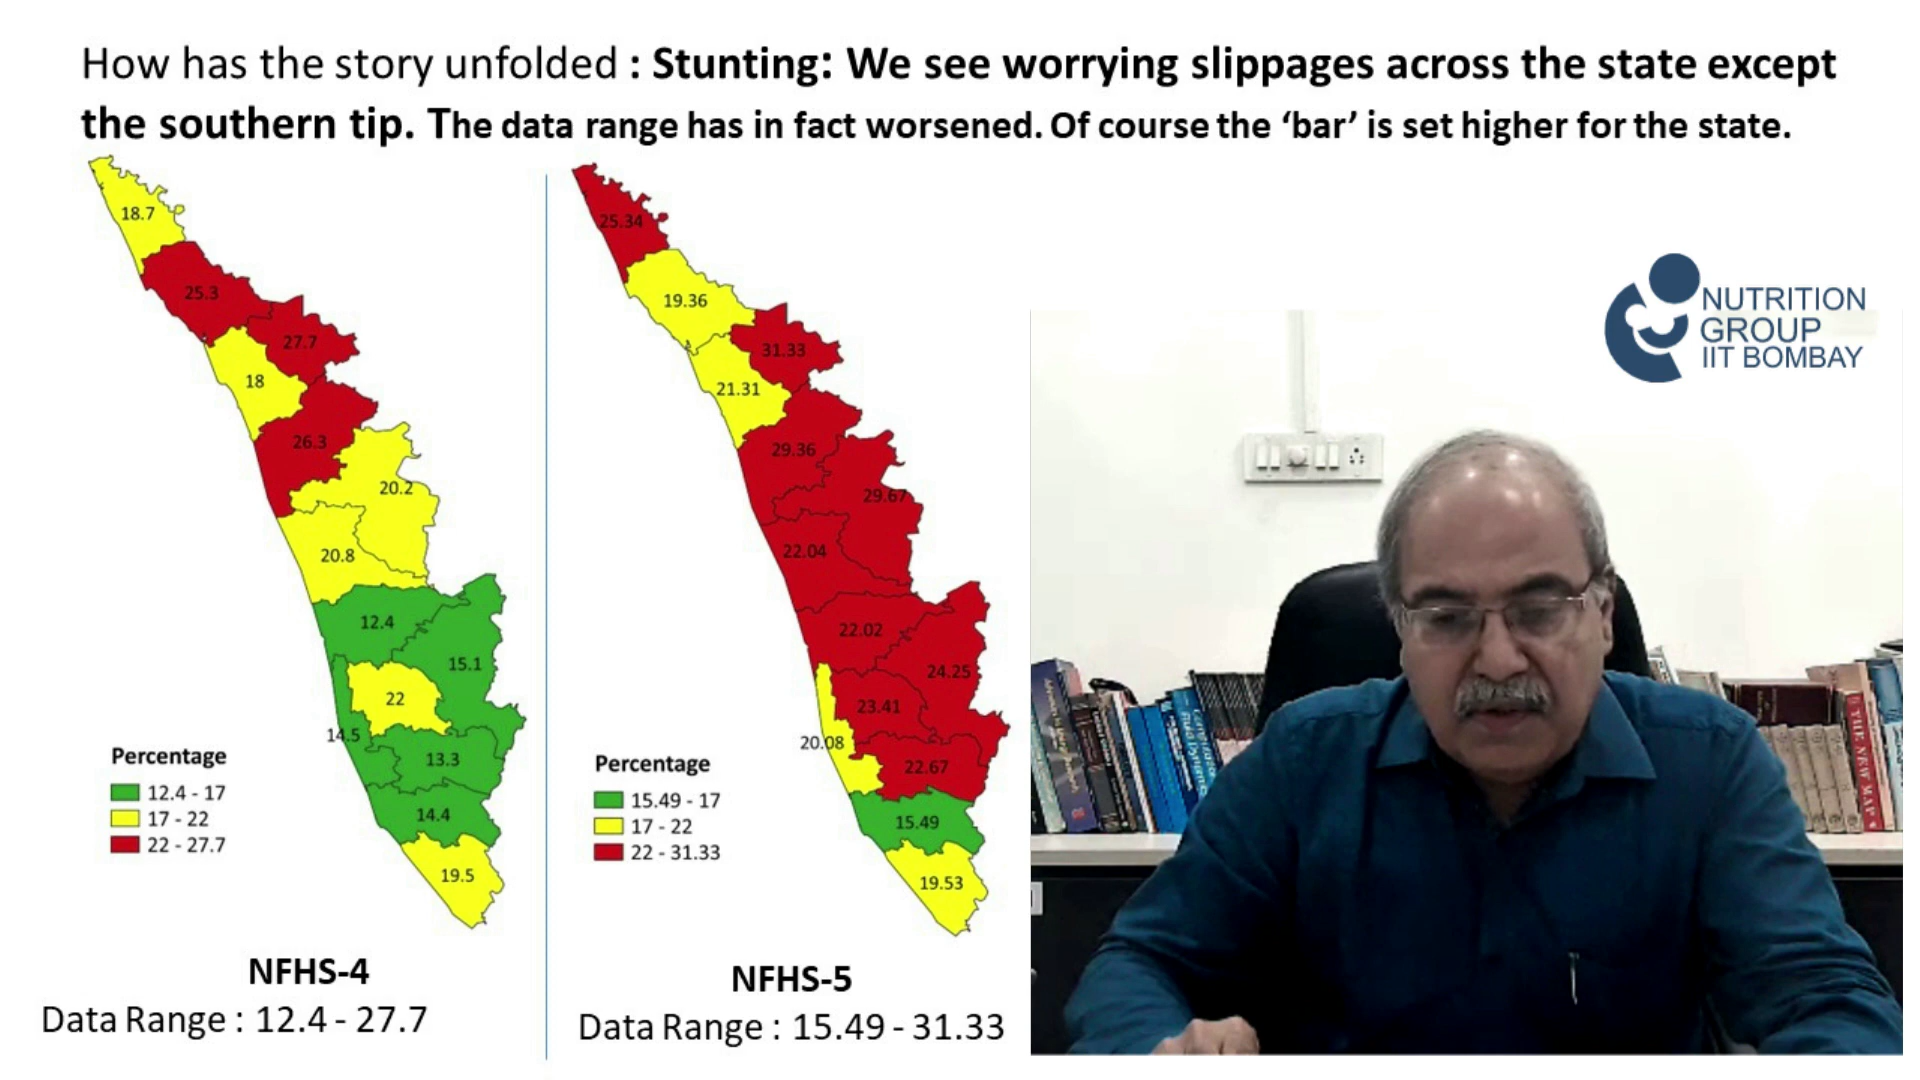 How has the story unfolded : Stunting: We see worrying slippages across the state except
the southern tip. The data range has in fact worsened. Of course the ‘bar’ is set higher for the state.
18.7
25.3
27.7
18
26.3
20.2
20.8
12.4
15.1
22
14.5
13.3
14.4
19.5
Percentage
12.4 - 17
17 - 22
22 - 27.7
NFHS-4
Data Range : 12.4 - 27.7
25.34
19.36
31.33
21.31
29.36
29.67
22.04
22.02
24.25
23.41
20.08
22.67
15.49
19.53
Percentage
15.49 - 17
17 - 22
22 - 31.33
NFHS-5
Data Range : 15.49 - 31.33
NUTRITION
GROUP
IIT BOMBAY
THE NEW MAP